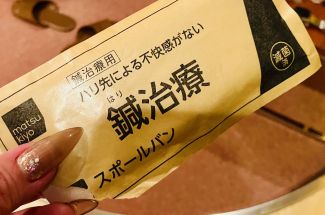 鍼治療用
ハリ先による不快感がない
はり
鍼治療
スポールバン
滅菌済
matsu
kiyo